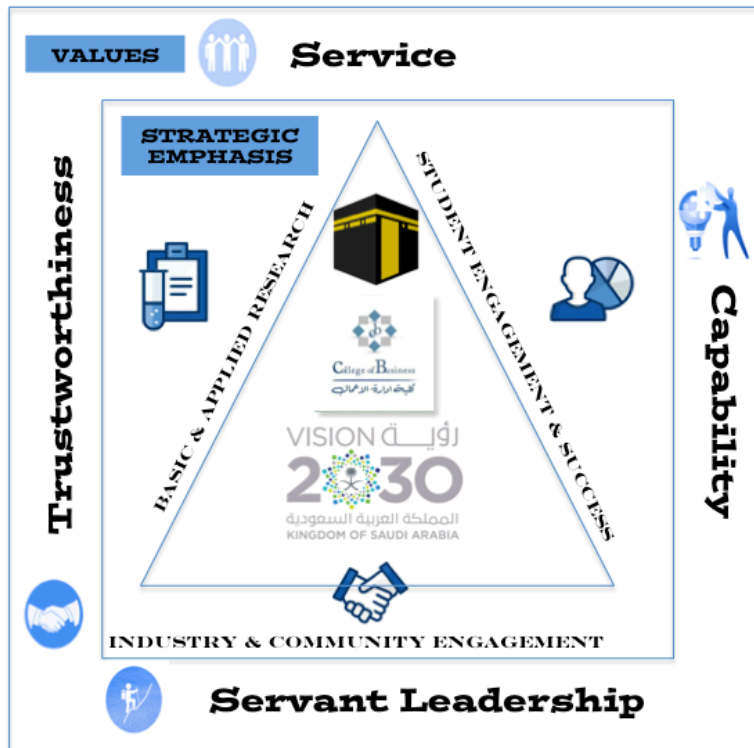 VALUES
Service
STRATEGIC
EMPHASIS
Trustworthiness
BASIC & APPLIED RESEARCH
STUDENT ENGAGEMENT & SUCCESS
Capability
College of Business
كلية إدارة الأعمال
VISION رؤية
2030
المملكة العربية السعودية
KINGDOM OF SAUDI ARABIA
INDUSTRY & COMMUNITY ENGAGEMENT
Servant Leadership